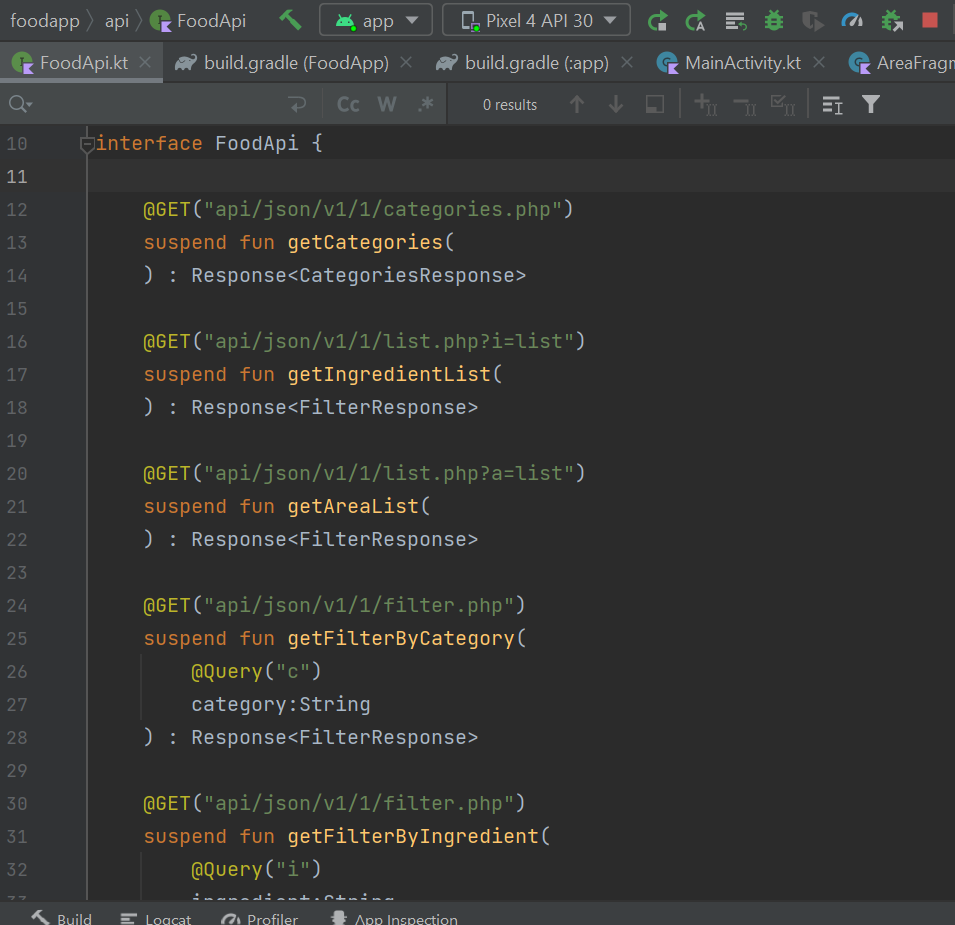 foodapp api FoodApi app Pixel 4 API 30
FoodApi.kt build.gradle (FoodApp) build.gradle (:app) MainActivity.kt AreaFragm
Cc W .* 0 results
10 interface FoodApi {
11
12 @GET("api/json/v1/1/categories.php")
13 suspend fun getCategories(
14 ) : Response<CategoriesResponse>
15
16 @GET("api/json/v1/1/list.php?i=list")
17 suspend fun getIngredientList(
18 ) : Response<FilterResponse>
19
20 @GET("api/json/v1/1/list.php?a=list")
21 suspend fun getAreaList(
22 ) : Response<FilterResponse>
23
24 @GET("api/json/v1/1/filter.php")
25 suspend fun getFilterByCategory(
26 @Query("c")
27 category:String
28 ) : Response<FilterResponse>
29
30 @GET("api/json/v1/1/filter.php")
31 suspend fun getFilterByIngredient(
32 @Query("i")
33 ingredient:String
Build Logcat Profiler App Inspection